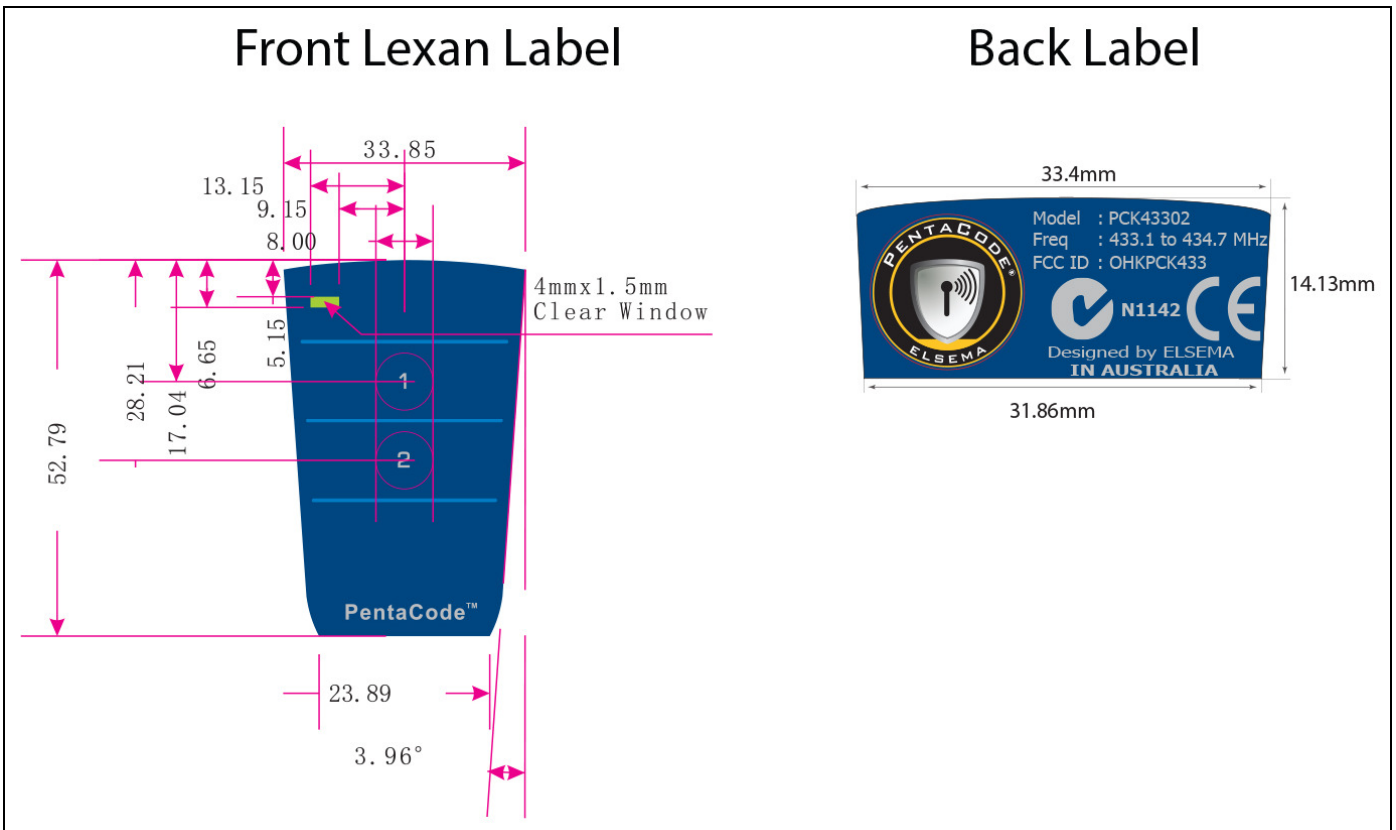 Front Lexan Label
Back Label
33.85
13.15
9.15
8.00
4mmx1.5mm
Clear Window
5.15
6.65
17.04
28.21
52.79
1
2
PentaCode™
23.89
3.96°
33.4mm
PENTACODE®
ELSEMA
Model : PCK43302
Freq : 433.1 to 434.7 MHz
FCC ID : OHKPCK433
N1142 CE
Designed by ELSEMA
IN AUSTRALIA
14.13mm
31.86mm